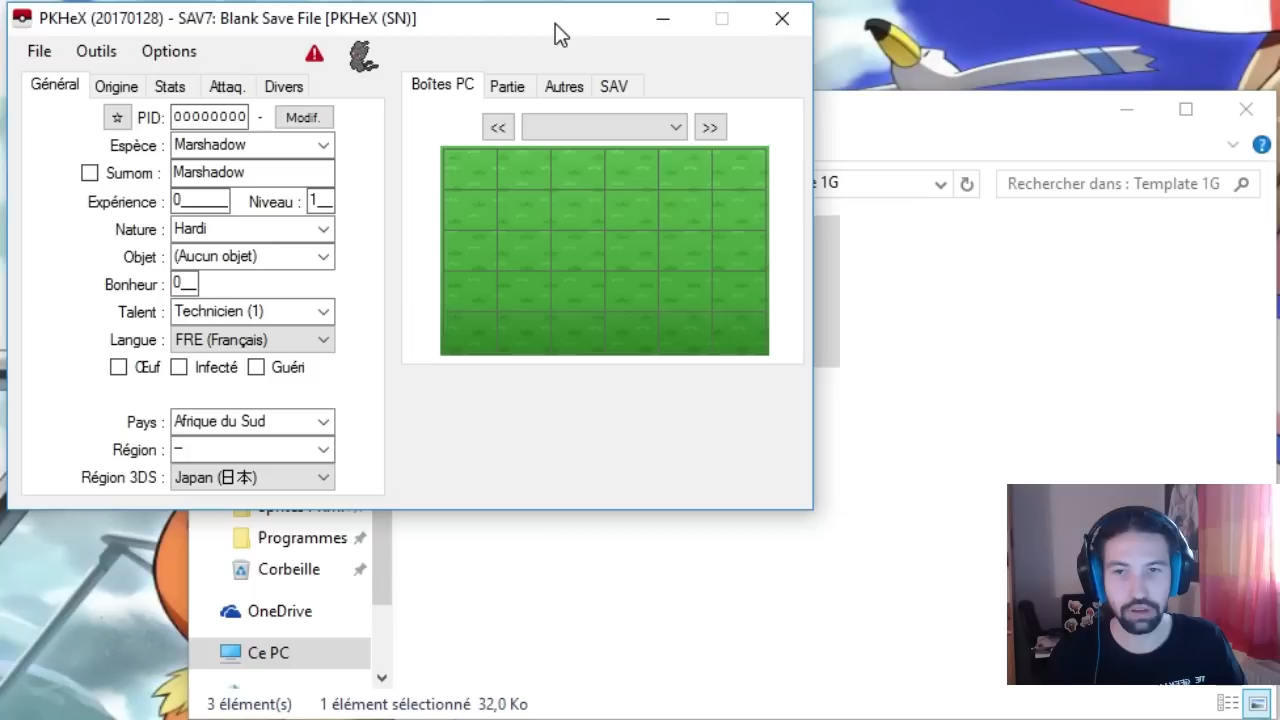 PKHeX (20170128) - SAV7: Blank Save File [PKHeX (SN)]
File Outils Options
Général Origine Stats Attaq. Divers
PID: 00000000 - Modif.
Espèce : Marshadow
Surnom : Marshadow
Expérience : 0______ Niveau : 1__
Nature : Hardi
Objet : (Aucun objet)
Bonheur : 0__
Talent : Technicien (1)
Langue : FRE (Français)
Œuf Infecté Guéri
Pays : Afrique du Sud
Région : –
Région 3DS : Japan (日本)
Boîtes PC Partie Autres SAV
<< >>
1G
Rechercher dans : Template 1G
Programmes
Corbeille
OneDrive
Ce PC
3 élément(s) 1 élément sélectionné 32,0 Ko